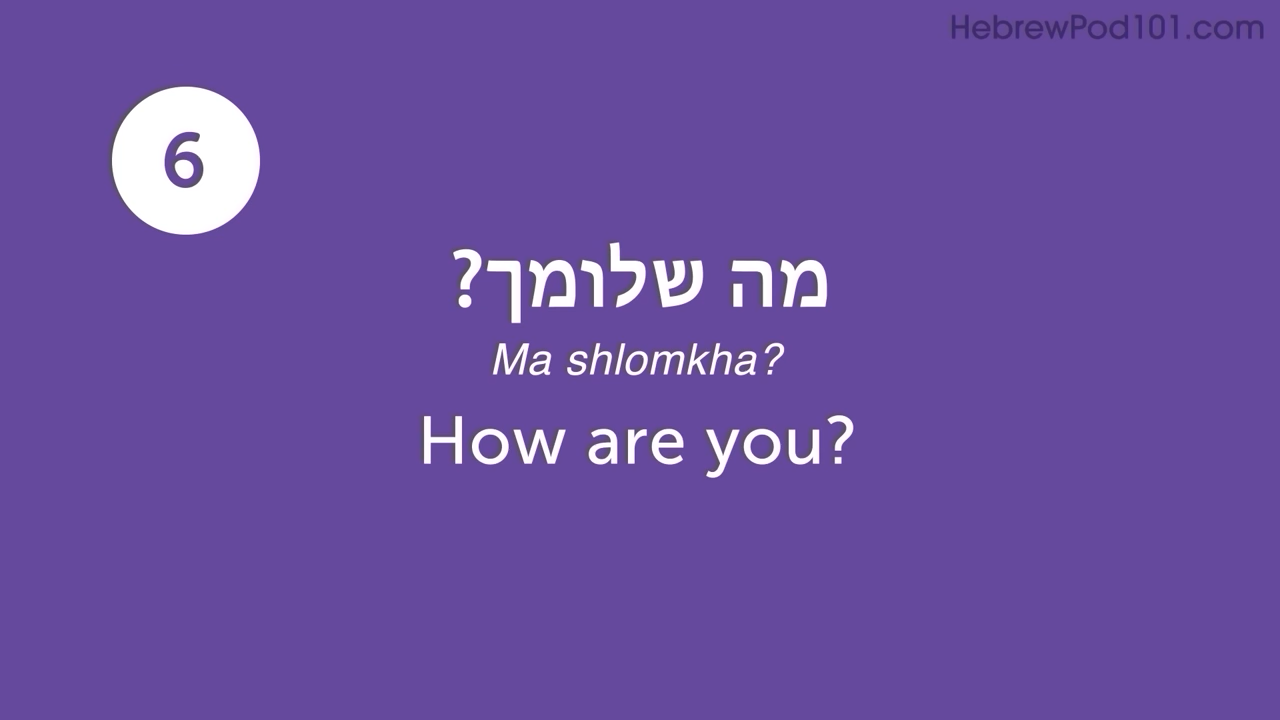 HebrewPod101.com
6
מה שלומך?
Ma shlomkha?
How are you?